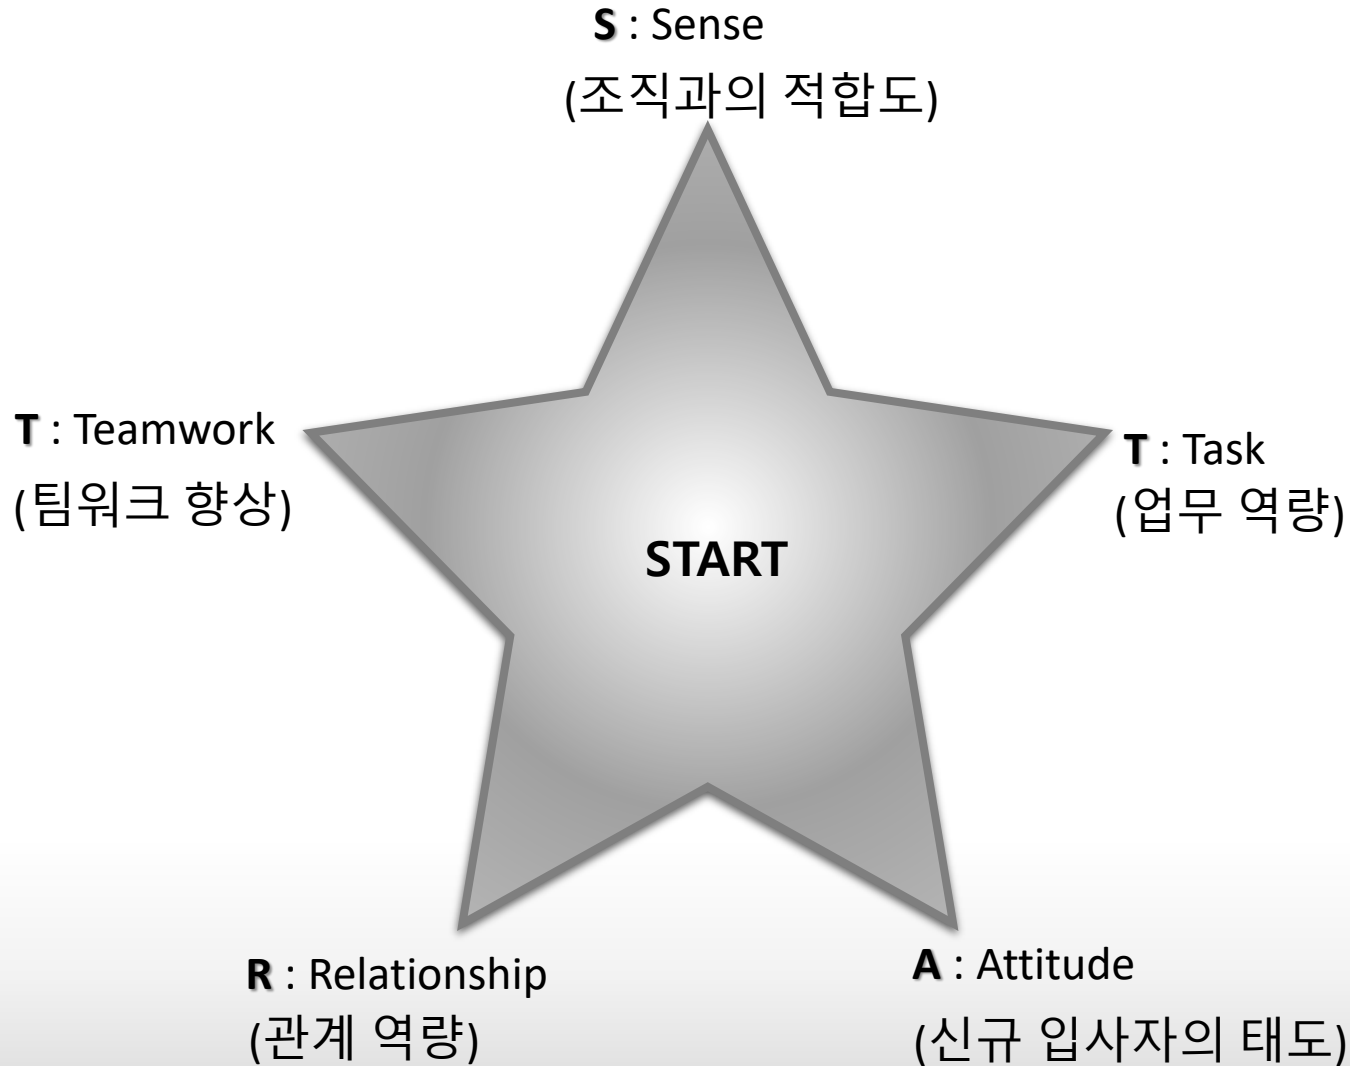 S : Sense
(조직과의 적합도)
T : Teamwork
(팀워크 향상)
T : Task
(업무 역량)
START
R : Relationship
(관계 역량)
A : Attitude
(신규 입사자의 태도)